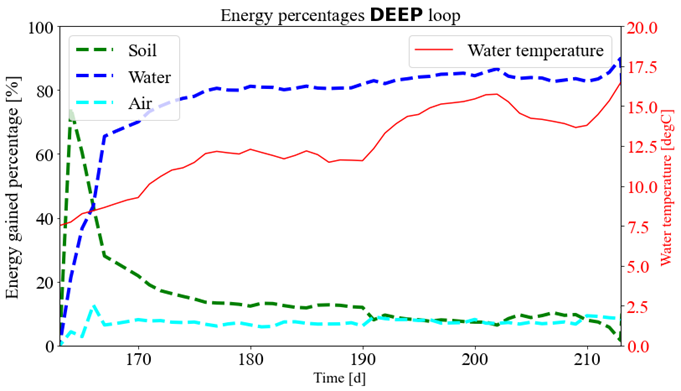 Energy percentages DEEP loop
Soil
Water
Air
Water temperature
Energy gained percentage [%]
100
80
60
40
20
0
20.0
17.5
15.0
12.5
10.0
7.5
5.0
2.5
0.0
Water temperature [degC]
170 180 190 200 210
Time [d]